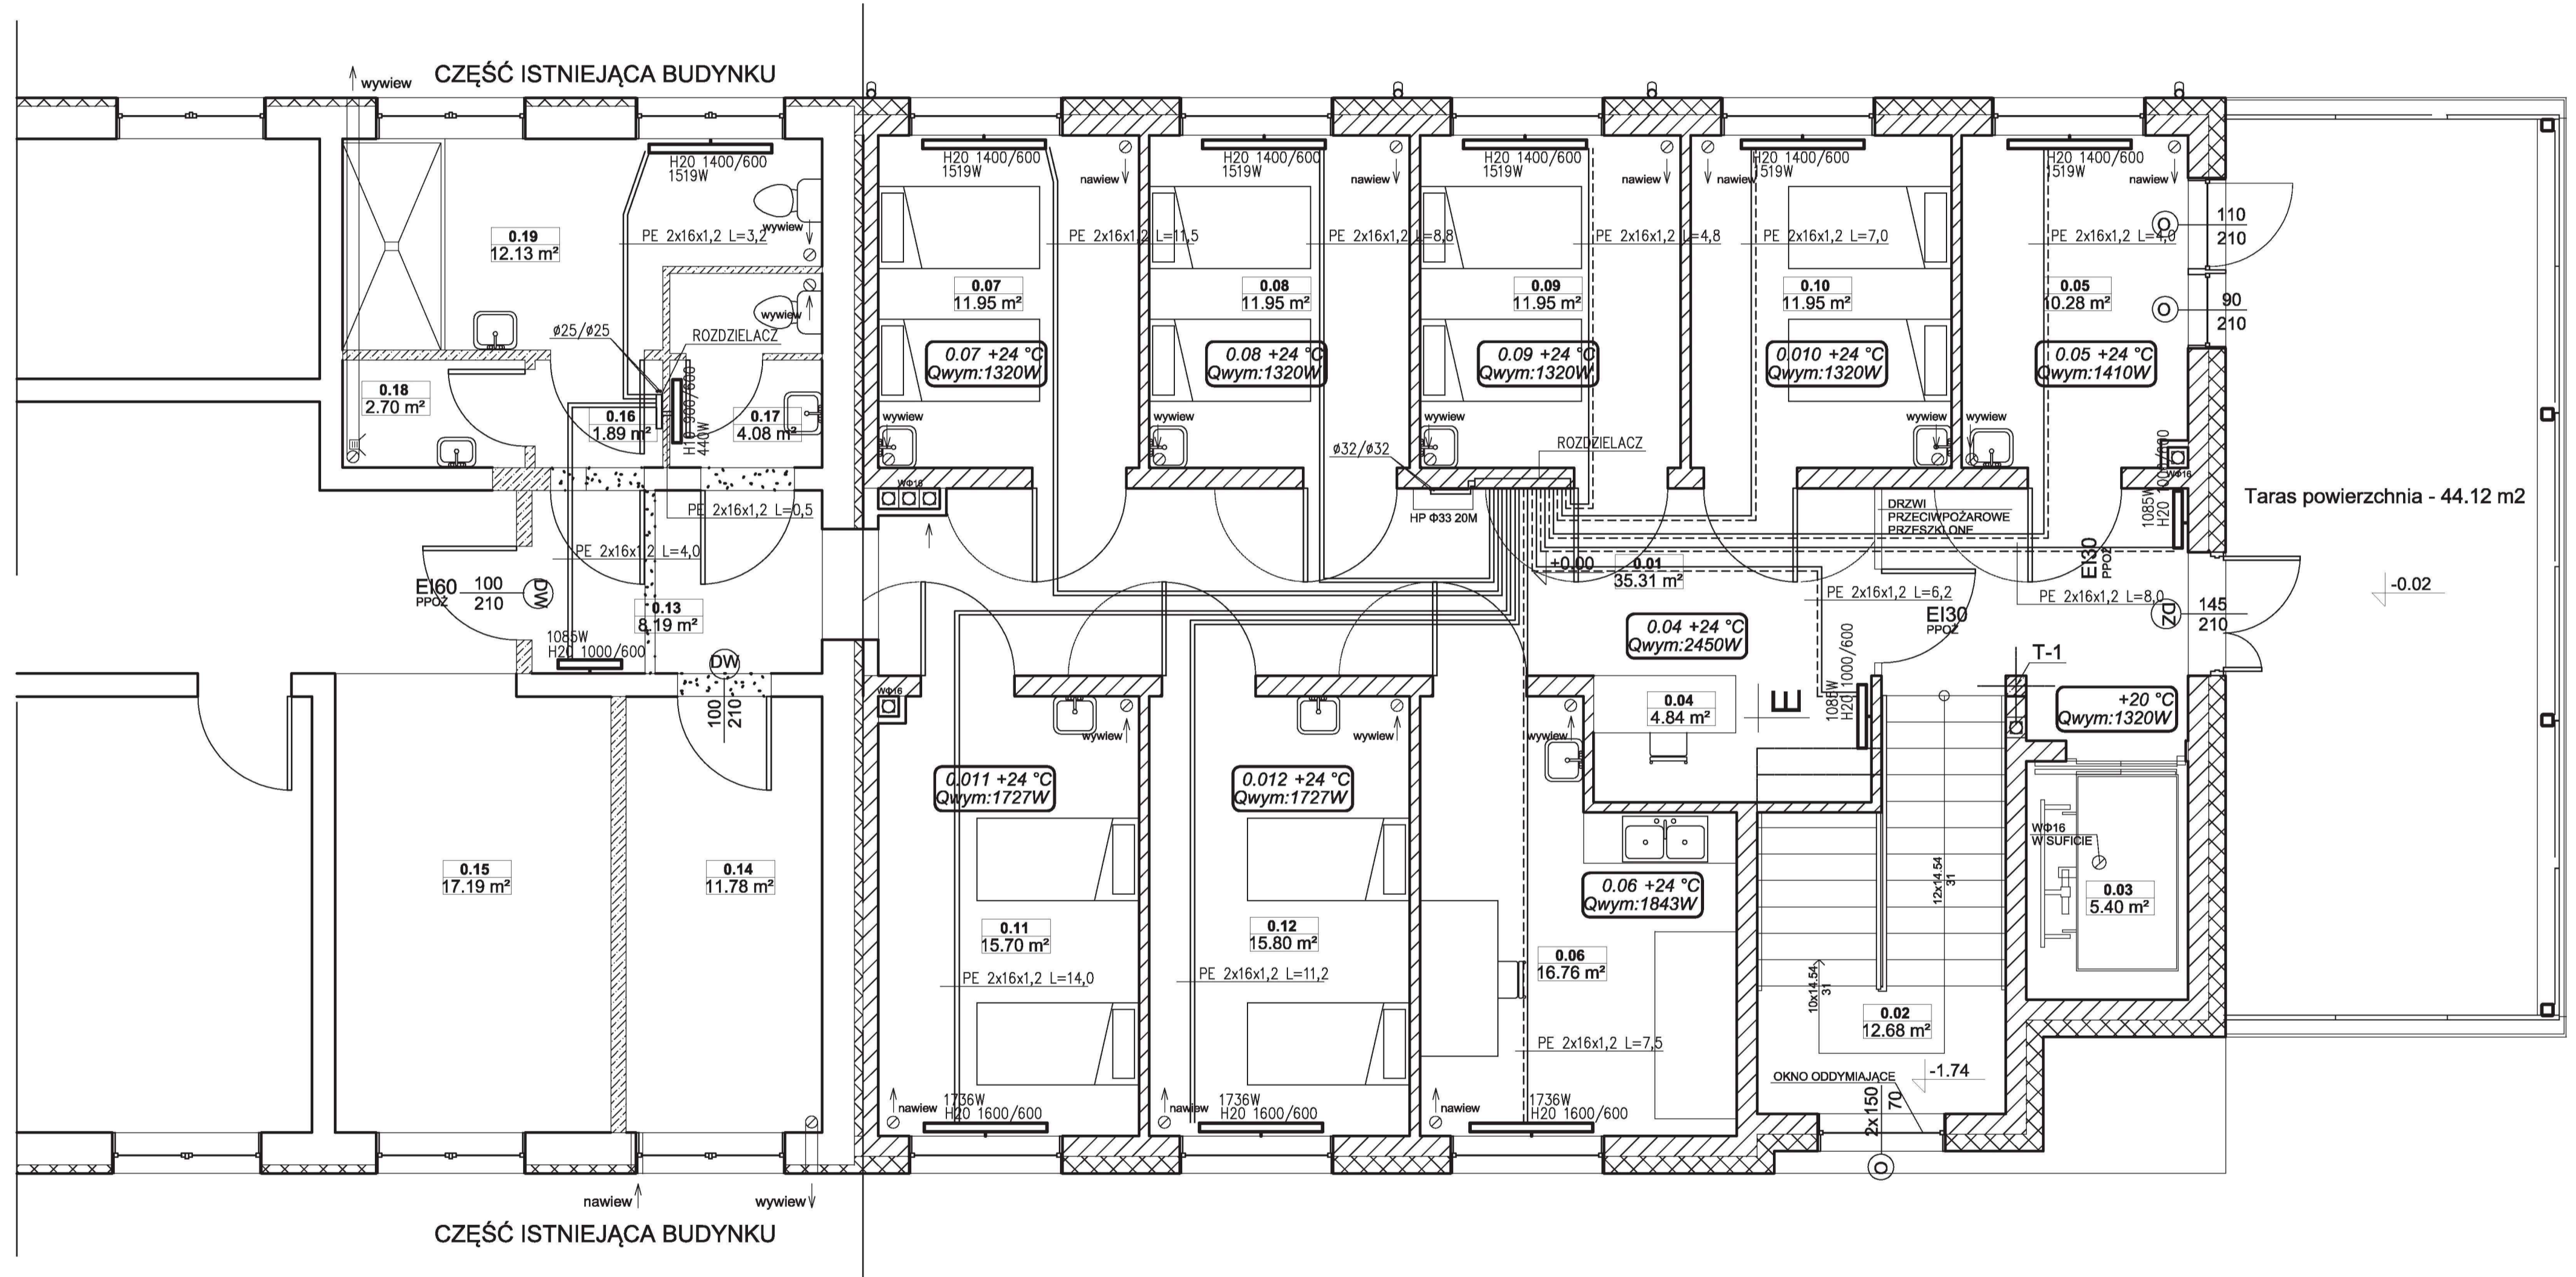 CZĘŚĆ ISTNIEJĄCA BUDYNKU
wywiew
H20 1400/600
1519W
H20 1400/600
1519W
H20 1400/600
1519W
H20 1400/600
1519W
H20 1400/600
1519W
H20 1400/600
1519W
nawiew
nawiew
nawiew
nawiew
nawiew
0.19
12.13 m²
PE 2x16x1,2 L=3,2
wywiew
PE 2x16x1,2 L=11,5
PE 2x16x1,2 L=8,8
PE 2x16x1,2 L=4,8
PE 2x16x1,2 L=7,0
PE 2x16x1,2 L=4,0
110
210
O
0.07
11.95 m²
0.08
11.95 m²
0.09
11.95 m²
0.10
11.95 m²
0.05
10.28 m²
90
210
O
wywiew
ø25/ø25
ROZDZIELACZ
0.07 +24 °C
Qwym:1320W
0.08 +24 °C
Qwym:1320W
0.09 +24 °C
Qwym:1320W
0.010 +24 °C
Qwym:1320W
0.05 +24 °C
Qwym:1410W
0.18
2.70 m²
0.16
1.89 m²
H10 900/600
440W
0.17
4.08 m²
wywiew
wywiew
wywiew
wywiew
wywiew
ø32/ø32
ROZDZIELACZ
WΦ16
WΦ16
HP Φ33 20M
1085W
H20 1000/600
DRZWI
PRZECIWPOŻAROWE
PRZESZKLONE
Taras powierzchnia - 44.12 m2
PE 2x16x1,2 L=0,5
PE 2x16x1,2 L=4,0
EI30
PPOŻ
+0.00
0.01
35.31 m²
EI60
PPOŻ
100
210
DW
0.13
8.19 m²
PE 2x16x1,2 L=6,2
PE 2x16x1,2 L=8,0
-0.02
EI30
PPOŻ
DZ
145
210
1085W
H20 1000/600
0.04 +24 °C
Qwym:2450W
T-1
DW
100
210
WΦ16
0.04
4.84 m²
E
1085W
H20 1000/600
+20 °C
Qwym:1320W
wywiew
wywiew
wywiew
0.011 +24 °C
Qwym:1727W
0.012 +24 °C
Qwym:1727W
WΦ16
W SUFICIE
0.15
17.19 m²
0.14
11.78 m²
0.06 +24 °C
Qwym:1843W
12x14.54
31
0.03
5.40 m²
0.11
15.70 m²
0.12
15.80 m²
0.06
16.76 m²
PE 2x16x1,2 L=14,0
PE 2x16x1,2 L=11,2
10x14.54
31
0.02
12.68 m²
PE 2x16x1,2 L=7,5
OKNO ODDYMIAJĄCE
-1.74
nawiew
1736W
H20 1600/600
nawiew
1736W
H20 1600/600
nawiew
1736W
H20 1600/600
2x150
70
O
nawiew
wywiew
CZĘŚĆ ISTNIEJĄCA BUDYNKU